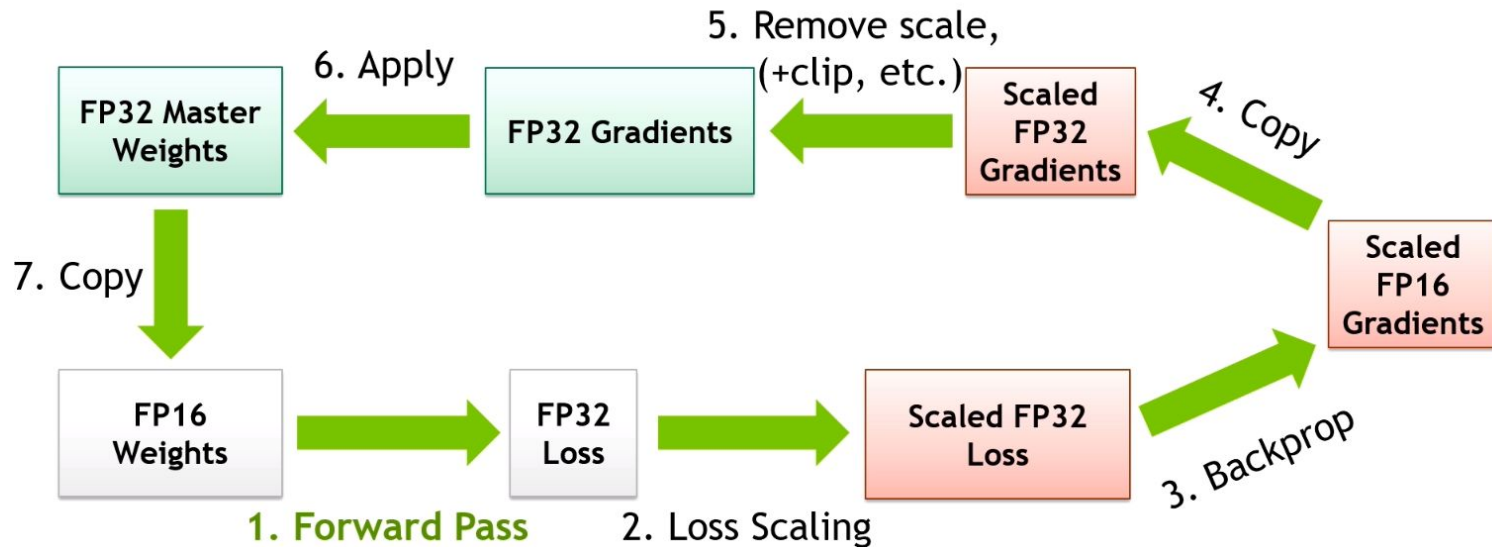 5. Remove scale,
(+clip, etc.)
6. Apply
FP32 Master
Weights
FP32 Gradients
Scaled
FP32
Gradients
4. Copy
7. Copy
Scaled
FP16
Gradients
FP16
Weights
FP32
Loss
Scaled FP32
Loss
3. Backprop
1. Forward Pass
2. Loss Scaling